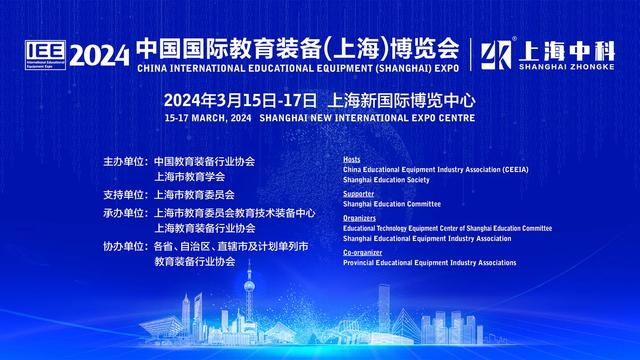 IEE
International Educational
Equipment Expo
2024
中国国际教育装备(上海)博览会
CHINA INTERNATIONAL EDUCATIONAL EQUIPMENT (SHANGHAI) EXPO
R
上海中科
SHANGHAI ZHONGKE
2024年3月15日-17日 上海新国际博览中心
15-17 MARCH, 2024 SHANGHAI NEW INTERNATIONAL EXPO CENTRE
主办单位：中国教育装备行业协会
上海市教育学会
支持单位：上海市教育委员会
承办单位：上海市教育委员会教育技术装备中心
上海教育装备行业协会
协办单位：各省、自治区、直辖市及计划单列市
教育装备行业协会
Hosts
China Educational Equipment Industry Association (CEEIA)
Shanghai Education Society
Supporter
Shanghai Education Committee
Organizers
Educational Technology Equipment Center of Shanghai Education Committee
Shanghai Educational Equipment Industry Association
Co-organizer
Provincial Educational Equipment Industry Associations